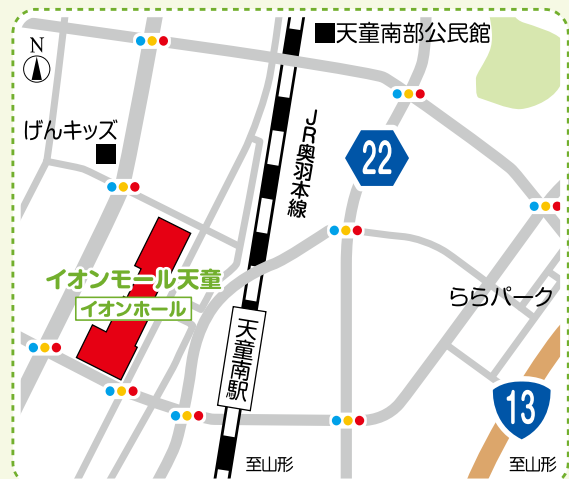 N
天童南部公民館
げんキッズ
JR奥羽本線
22
イオンモール天童
イオンホール
ららパーク
天童南駅
13
至山形
至山形